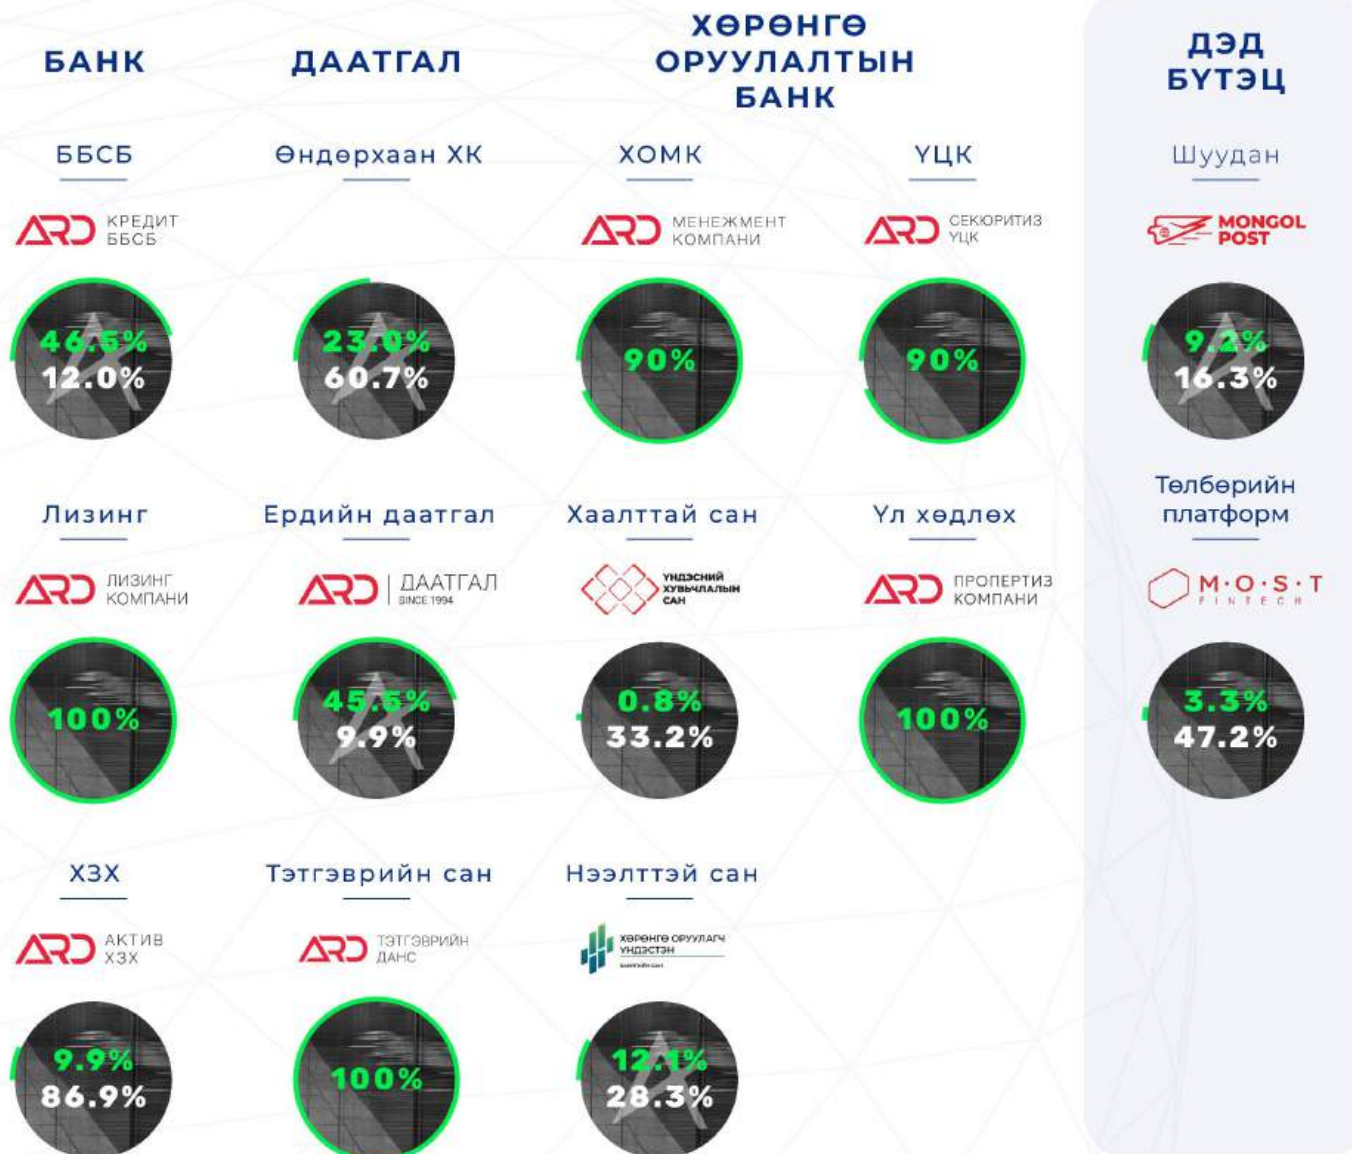 БАНК
ДААТГАЛ
ХӨРӨНГӨ
ОРУУЛАЛТЫН
БАНК
ДЭД
БҮТЭЦ
ББСБ
Өндөрхаан ХК
ХОМК
ҮЦК
Шуудан
ARD КРЕДИТ
ББСБ
ARD МЕНЕЖМЕНТ
КОМПАНИ
ARD СЕКЮРИТИЗ
ҮЦК
MONGOL
POST
46.5%
12.0%
23.0%
60.7%
90%
90%
9.2%
16.3%
Лизинг
Ердийн даатгал
Хаалттай сан
Үл хөдлөх
Төлбөрийн
платформ
ARD ЛИЗИНГ
КОМПАНИ
ARD ДААТГАЛ
SINCE 1994
ҮНДЭСНИЙ
ХУВЬЧЛАЛЫН
САН
ARD ПРОПЕРТИЗ
КОМПАНИ
M·O·S·T
FINTECH
100%
45.5%
9.9%
0.8%
33.2%
100%
3.3%
47.2%
ХЗХ
Тэтгэврийн сан
Нээлттэй сан
ARD АКТИВ
ХЗХ
ARD ТЭТГЭВРИЙН
ДАНС
ХӨРӨНГӨ ОРУУЛАГЧ
ҮНДЭСТЭН
9.9%
86.9%
100%
12.1%
28.3%